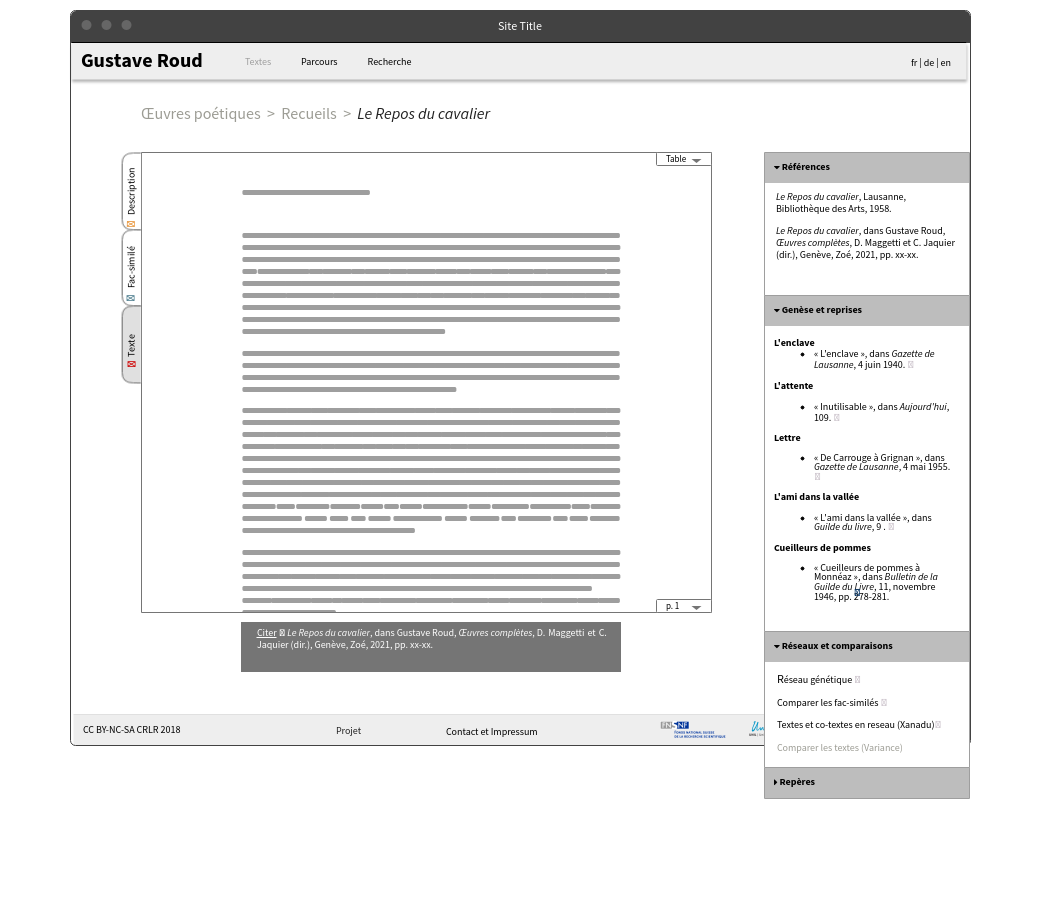 Site Title
Gustave Roud
Textes
Parcours
Recherche
fr | de | en
Œuvres poétiques > Recueils > Le Repos du cavalier
Description
Fac-similé
Texte
Table
p. 1
Citer Le Repos du cavalier, dans Gustave Roud, Œuvres complètes, D. Maggetti et C.
Jaquier (dir.), Genève, Zoé, 2021, pp. xx-xx.
Références
Le Repos du cavalier, Lausanne,
Bibliothèque des Arts, 1958.
Le Repos du cavalier, dans Gustave Roud,
Œuvres complètes, D. Maggetti et C. Jaquier
(dir.), Genève, Zoé, 2021, pp. xx-xx.
Genèse et reprises
L'enclave
« L'enclave », dans Gazette de
Lausanne, 4 juin 1940.
L'attente
« Inutilisable », dans Aujourd'hui,
109.
Lettre
« De Carrouge à Grignan », dans
Gazette de Lausanne, 4 mai 1955.
L'ami dans la vallée
« L'ami dans la vallée », dans
Guilde du livre, 9 .
Cueilleurs de pommes
« Cueilleurs de pommes à
Monnéaz », dans Bulletin de la
Guilde du Livre, 11, novembre
1946, pp. 278-281.
Réseaux et comparaisons
Réseau génétique
Comparer les fac-similés
Textes et co-textes en reseau (Xanadu)
Comparer les textes (Variance)
Repères
CC BY-NC-SA CRLR 2018
Projet
Contact et Impressum
FNSNF
FONDS NATIONAL SUISSE
DE LA RECHERCHE SCIENTIFIQUE